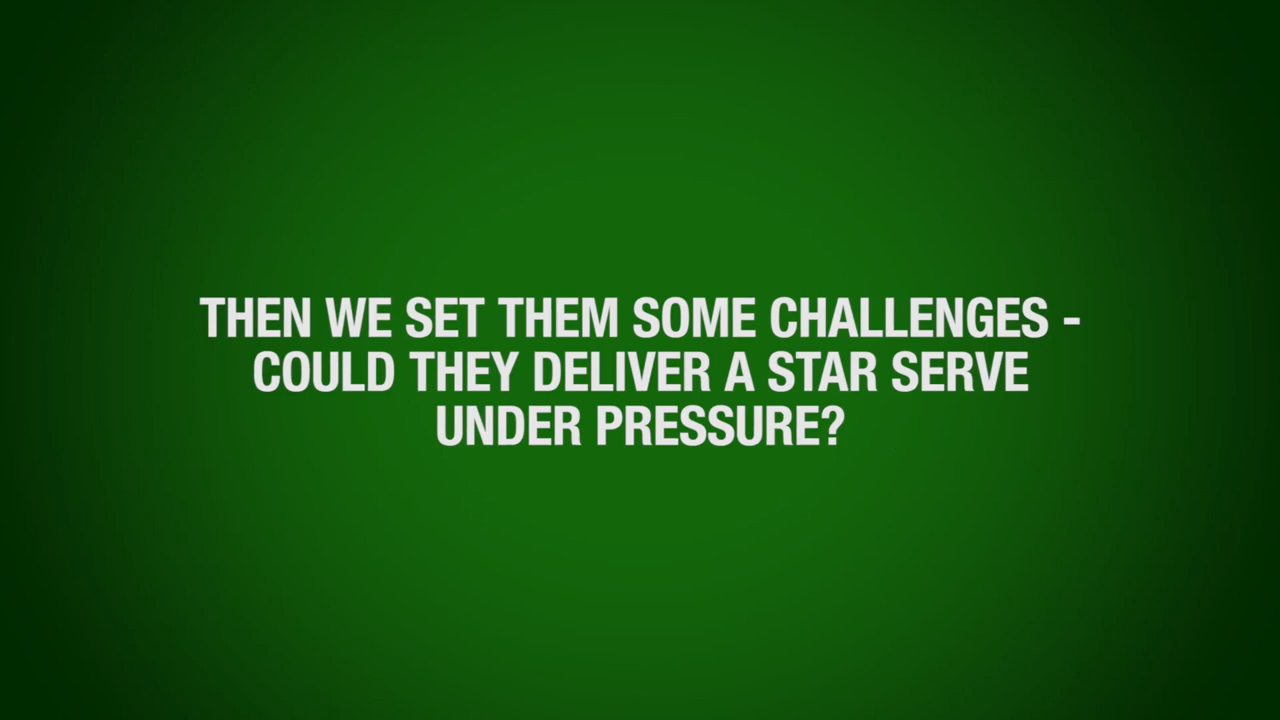 THEN WE SET THEM SOME CHALLENGES -
COULD THEY DELIVER A STAR SERVE
UNDER PRESSURE?